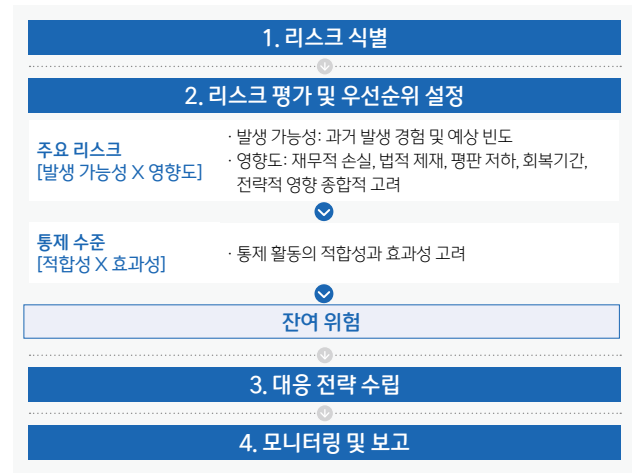 1. 리스크 식별
2. 리스크 평가 및 우선순위 설정
주요 리스크
[발생 가능성 X 영향도]
· 발생 가능성: 과거 발생 경험 및 예상 빈도
· 영향도: 재무적 손실, 법적 제재, 평판 저하, 회복기간,
전략적 영향 종합적 고려
통제 수준
[적합성 X 효과성]
· 통제 활동의 적합성과 효과성 고려
잔여 위험
3. 대응 전략 수립
4. 모니터링 및 보고